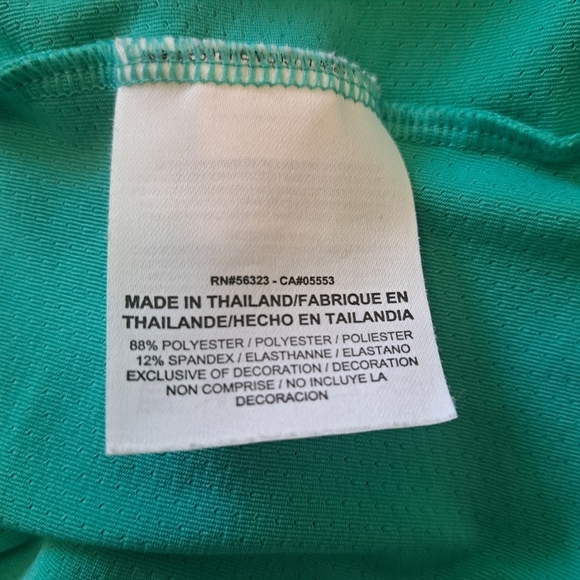 RN#56323 - CA#05553
MADE IN THAILAND/FABRIQUE EN
THAILANDE/HECHO EN TAILANDIA
88% POLYESTER / POLYESTER / POLIESTER
12% SPANDEX / ELASTHANNE / ELASTANO
EXCLUSIVE OF DECORATION / DECORATION
NON COMPRISE / NO INCLUYE LA
DECORACION